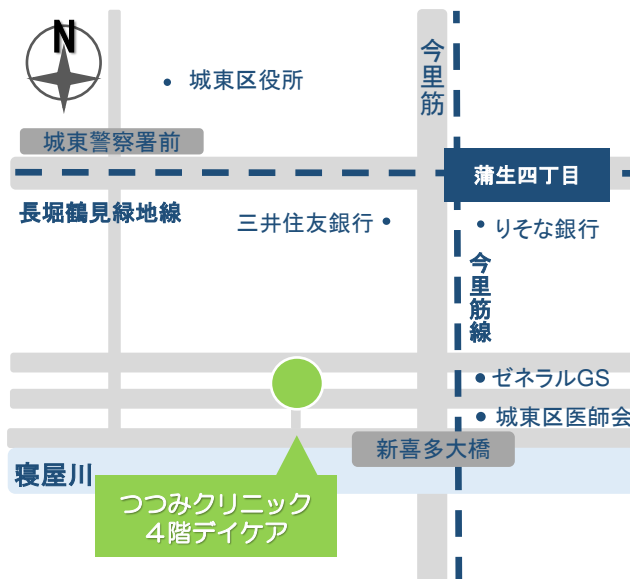 N
城東区役所
今里筋
城東警察署前
蒲生四丁目
長堀鶴見緑地線
三井住友銀行
りそな銀行
今里筋線
ゼネラルGS
城東区医師会
新喜多大橋
寝屋川
つつみクリニック
４階デイケア